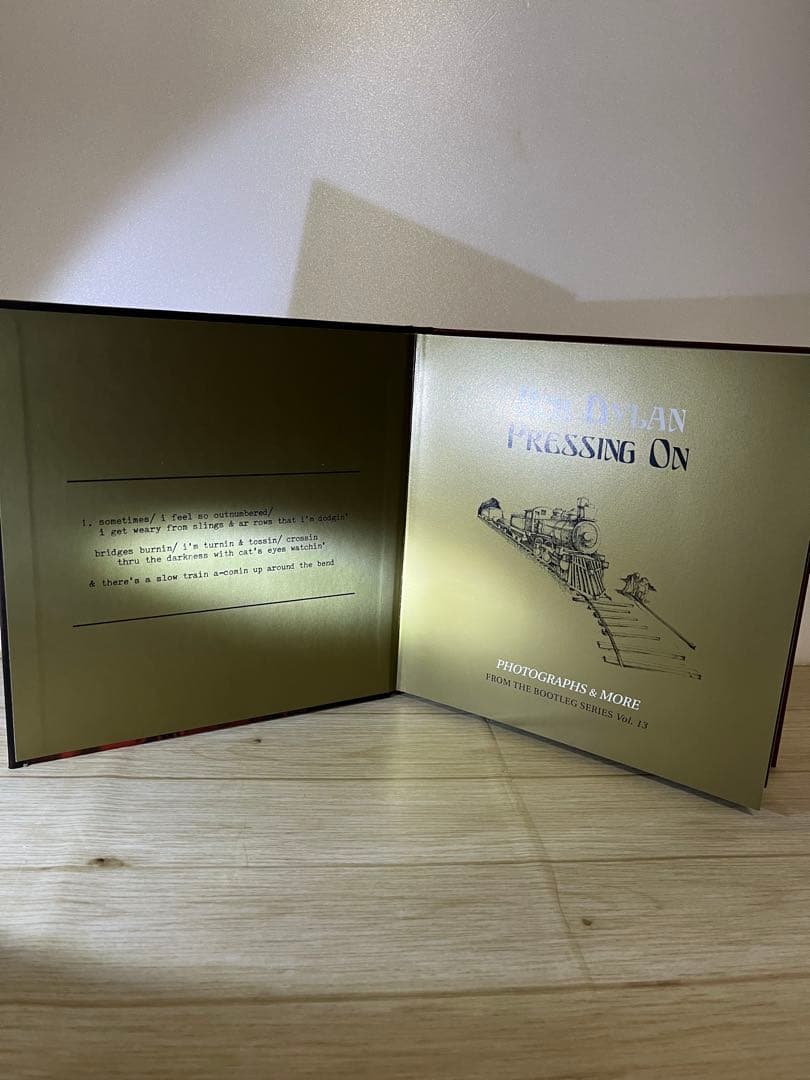 1. sometimes/ i feel so outnumbered/
i get weary from slings & ar rows that i'm dodgin'
bridges burnin/ i'm turnin & tossin/ crossin
thru the darkness with cat's eyes watchin'
& there's a slow train a-comin up around the bend
BOB DYLAN
PRESSING ON
PHOTOGRAPHS & MORE
FROM THE BOOTLEG SERIES Vol. 13